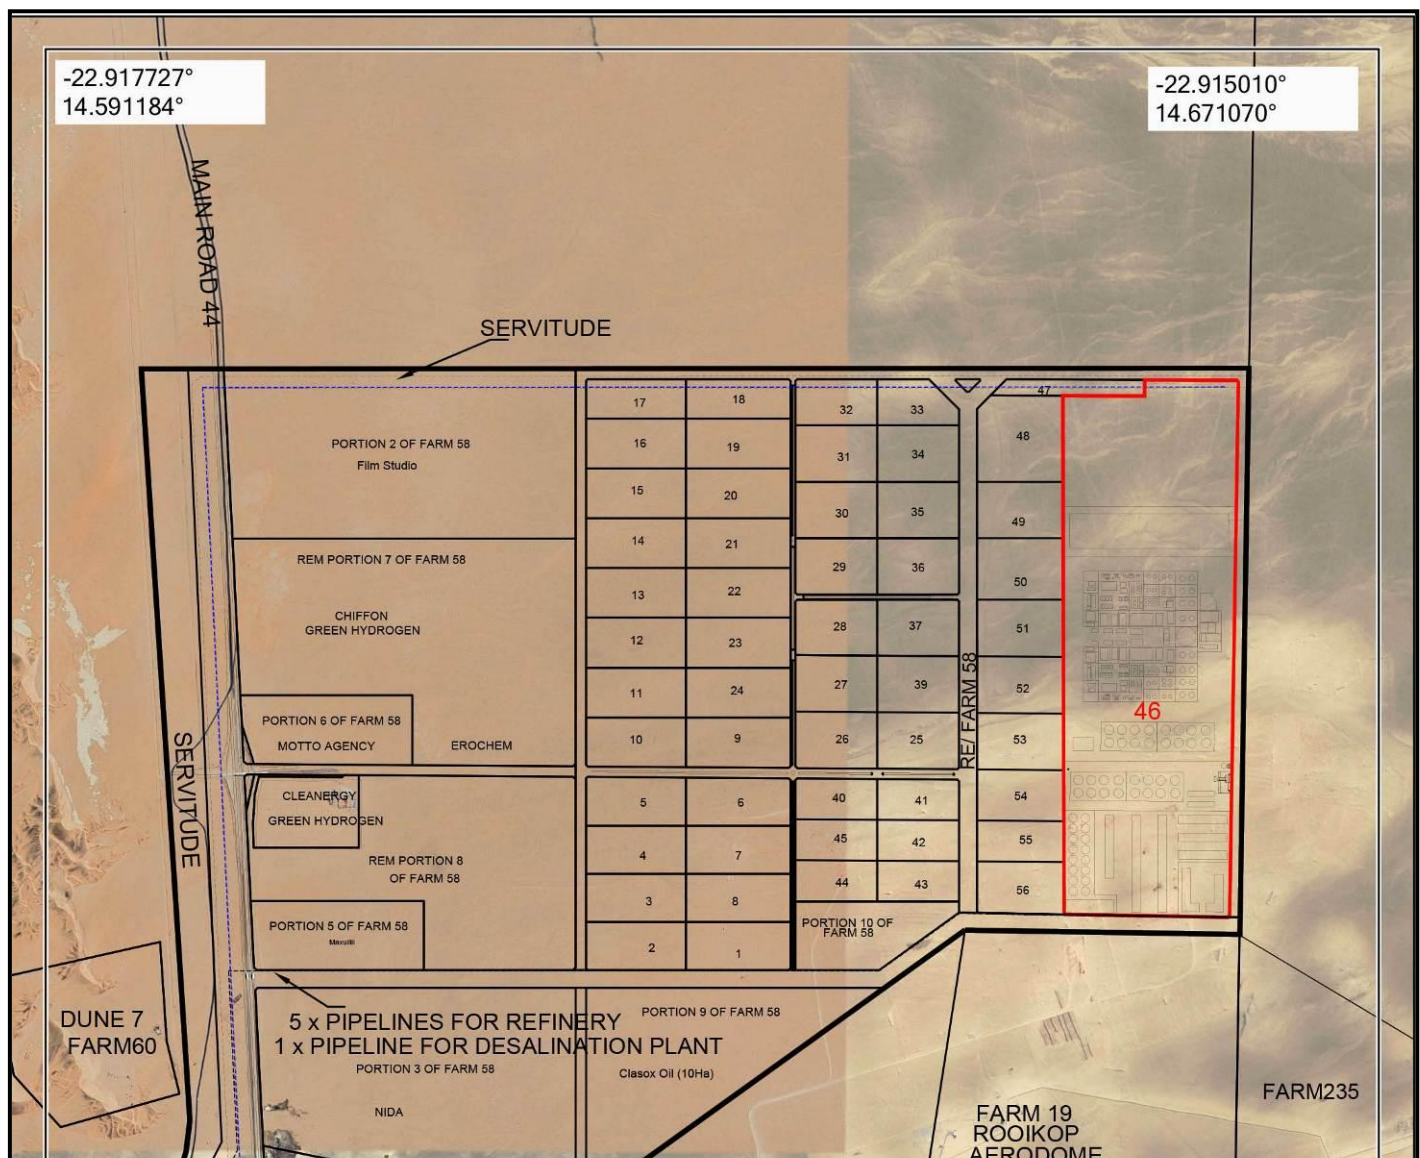 -22.917727°
14.591184°
-22.915010°
14.671070°
MAIN ROAD 44
SERVITUDE
PORTION 2 OF FARM 58
Film Studio
REM PORTION 7 OF FARM 58
CHIFFON
GREEN HYDROGEN
PORTION 6 OF FARM 58
MOTTO AGENCY
EROCHEM
SERVITUDE
CLEANERGY
GREEN HYDROGEN
REM PORTION 8
OF FARM 58
PORTION 5 OF FARM 58
17
18
16
19
15
20
14
21
13
22
12
23
11
24
10
9
5
6
4
7
3
8
2
1
32
33
31
34
30
35
29
36
28
37
27
39
26
25
40
41
45
42
44
43
PORTION 10 OF
FARM 58
RE/ FARM 58
47
48
49
50
51
52
53
54
55
56
46
DUNE 7
FARM60
5 x PIPELINES FOR REFINERY
1 x PIPELINE FOR DESALINATION PLANT
PORTION 3 OF FARM 58
NIDA
PORTION 9 OF FARM 58
Clasox Oil (10Ha)
FARM 19
ROOIKOP
AERODOME
FARM235